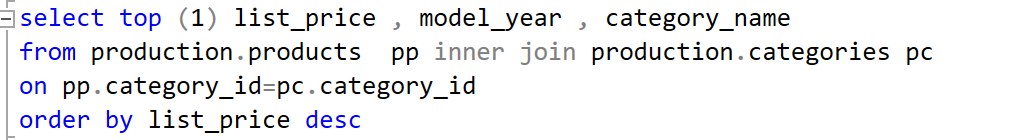 select top (1) list_price , model_year , category_name
from production.products  pp inner join production.categories pc
on pp.category_id=pc.category_id
order by list_price desc